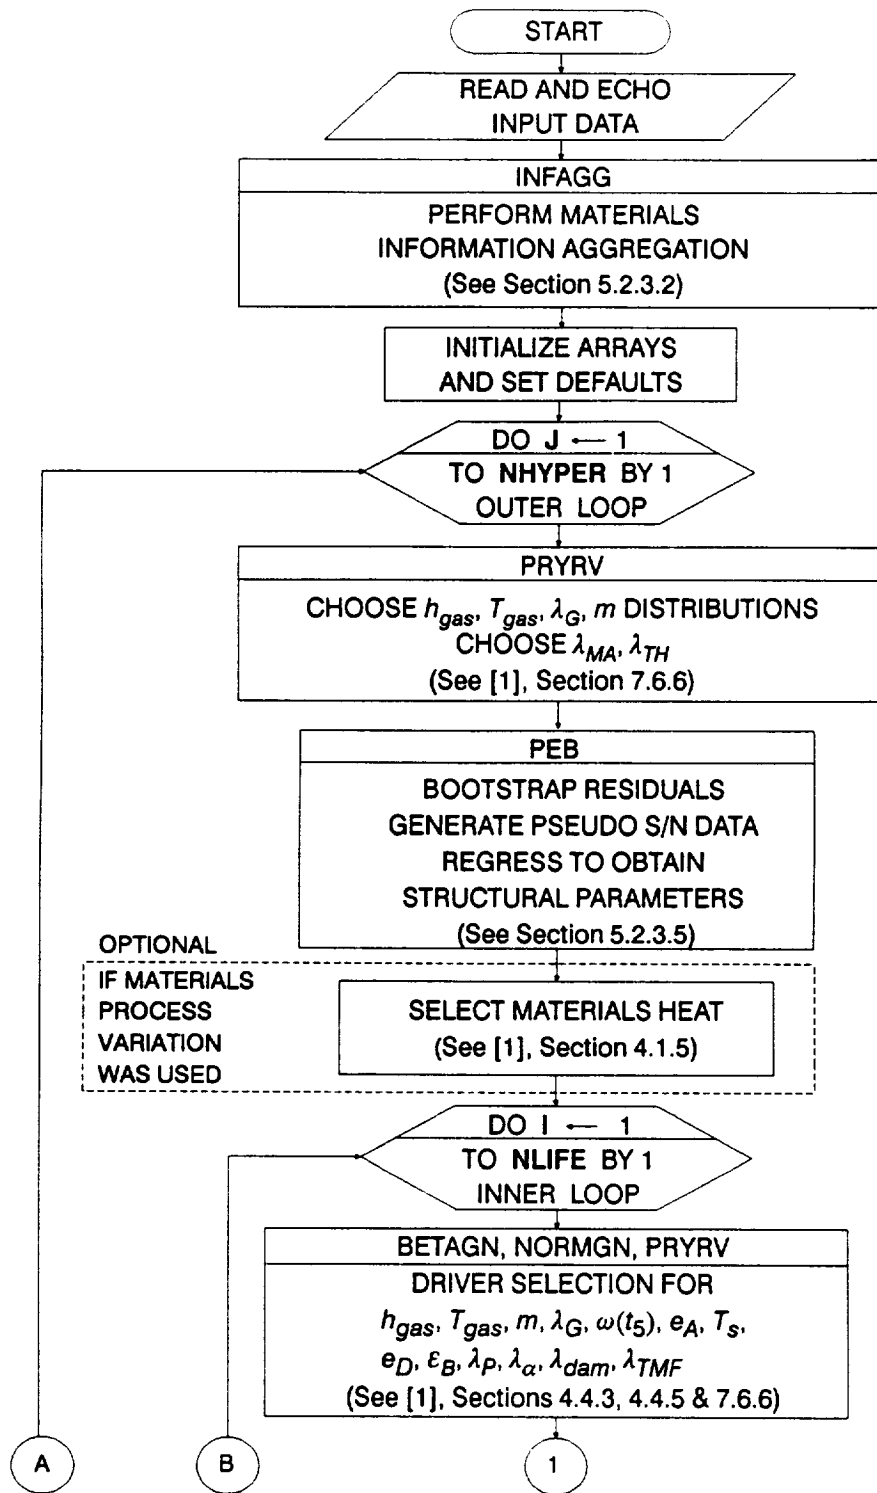 START
READ AND ECHO
INPUT DATA
INFAGG
PERFORM MATERIALS
INFORMATION AGGREGATION
(See Section 5.2.3.2)
INITIALIZE ARRAYS
AND SET DEFAULTS
DO J ← 1
TO NHYPER BY 1
OUTER LOOP
PRYRV
CHOOSE h_gas, T_gas, λ_G, m DISTRIBUTIONS
CHOOSE λ_MA, λ_TH
(See [1], Section 7.6.6)
PEB
BOOTSTRAP RESIDUALS
GENERATE PSEUDO S/N DATA
REGRESS TO OBTAIN
STRUCTURAL PARAMETERS
(See Section 5.2.3.5)
OPTIONAL
IF MATERIALS
PROCESS
VARIATION
WAS USED
SELECT MATERIALS HEAT
(See [1], Section 4.1.5)
DO I ← 1
TO NLIFE BY 1
INNER LOOP
BETAGN, NORMGN, PRYRV
DRIVER SELECTION FOR
h_gas, T_gas, m, λ_G, ω(t_5), e_A, T_s,
e_D, ε_B, λ_P, λ_α, λ_dam, λ_TMF
(See [1], Sections 4.4.3, 4.4.5 & 7.6.6)
A
B
1